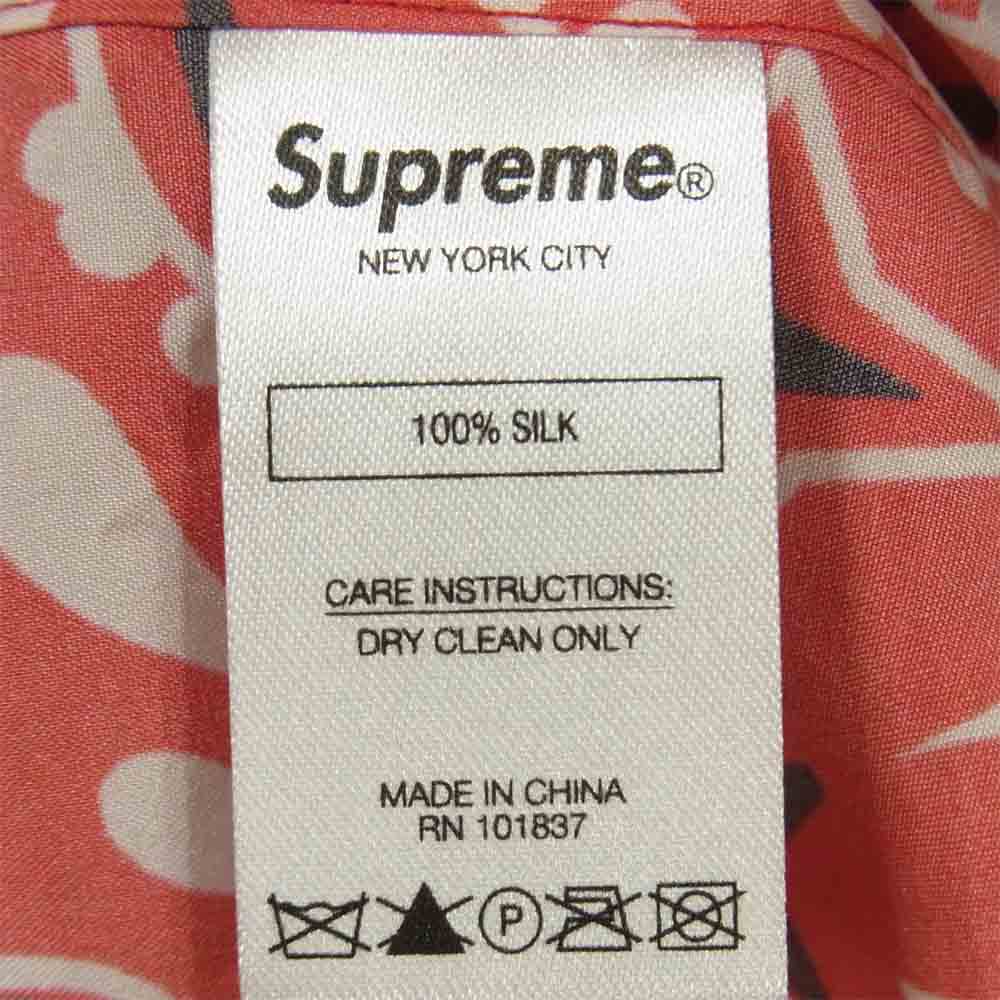 Supreme®
NEW YORK CITY
100% SILK
CARE INSTRUCTIONS:
DRY CLEAN ONLY
MADE IN CHINA
RN 101837
P